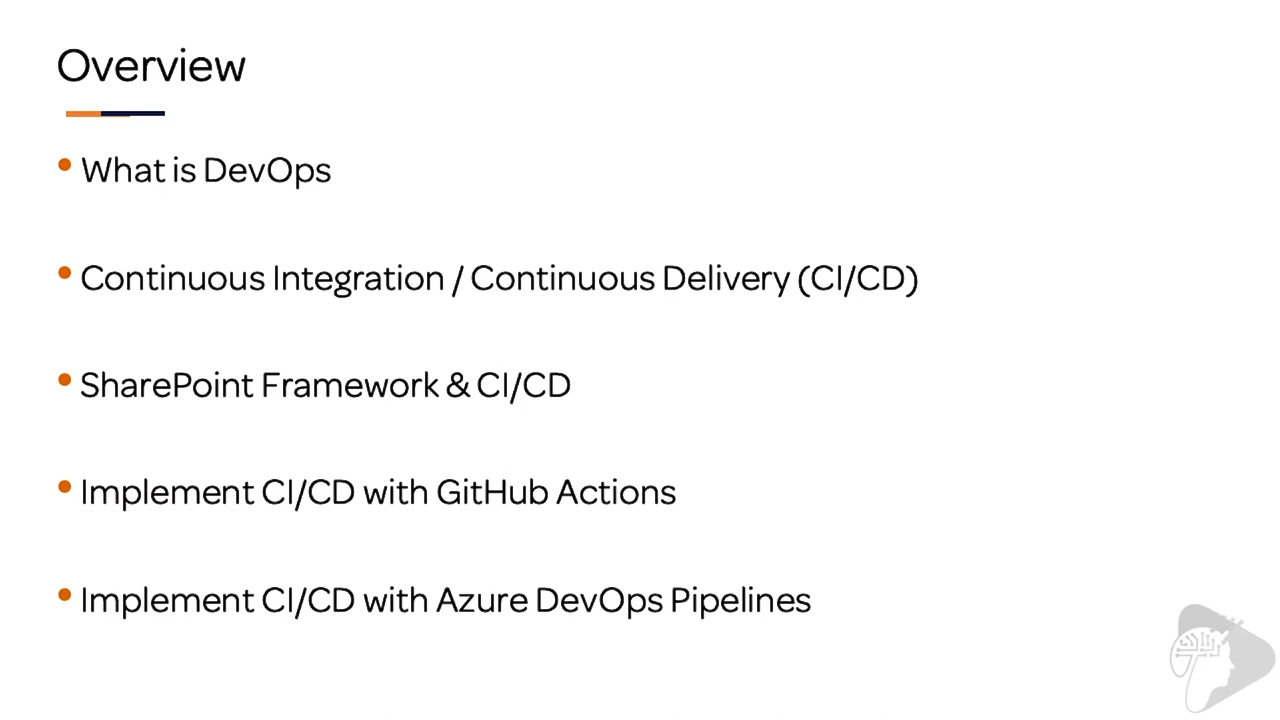 Overview
• What is DevOps
• Continuous Integration / Continuous Delivery (CI/CD)
• SharePoint Framework & CI/CD
• Implement CI/CD with GitHub Actions
• Implement CI/CD with Azure DevOps Pipelines